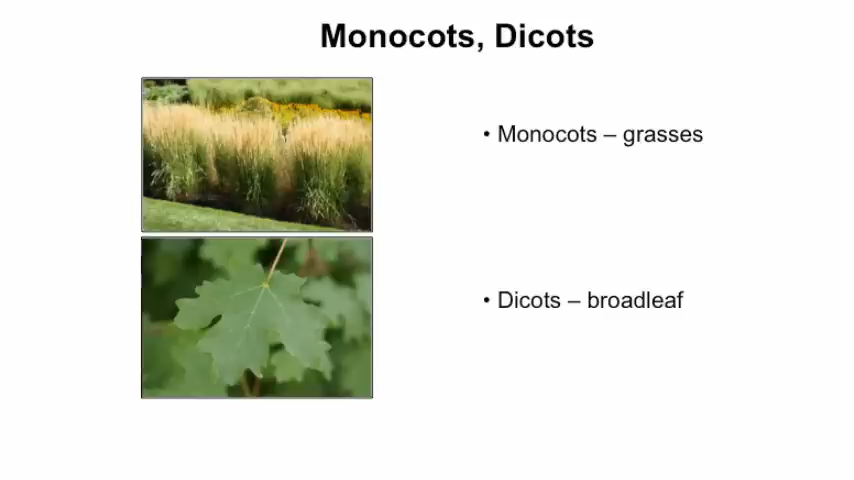 Monocots, Dicots
• Monocots – grasses
• Dicots – broadleaf